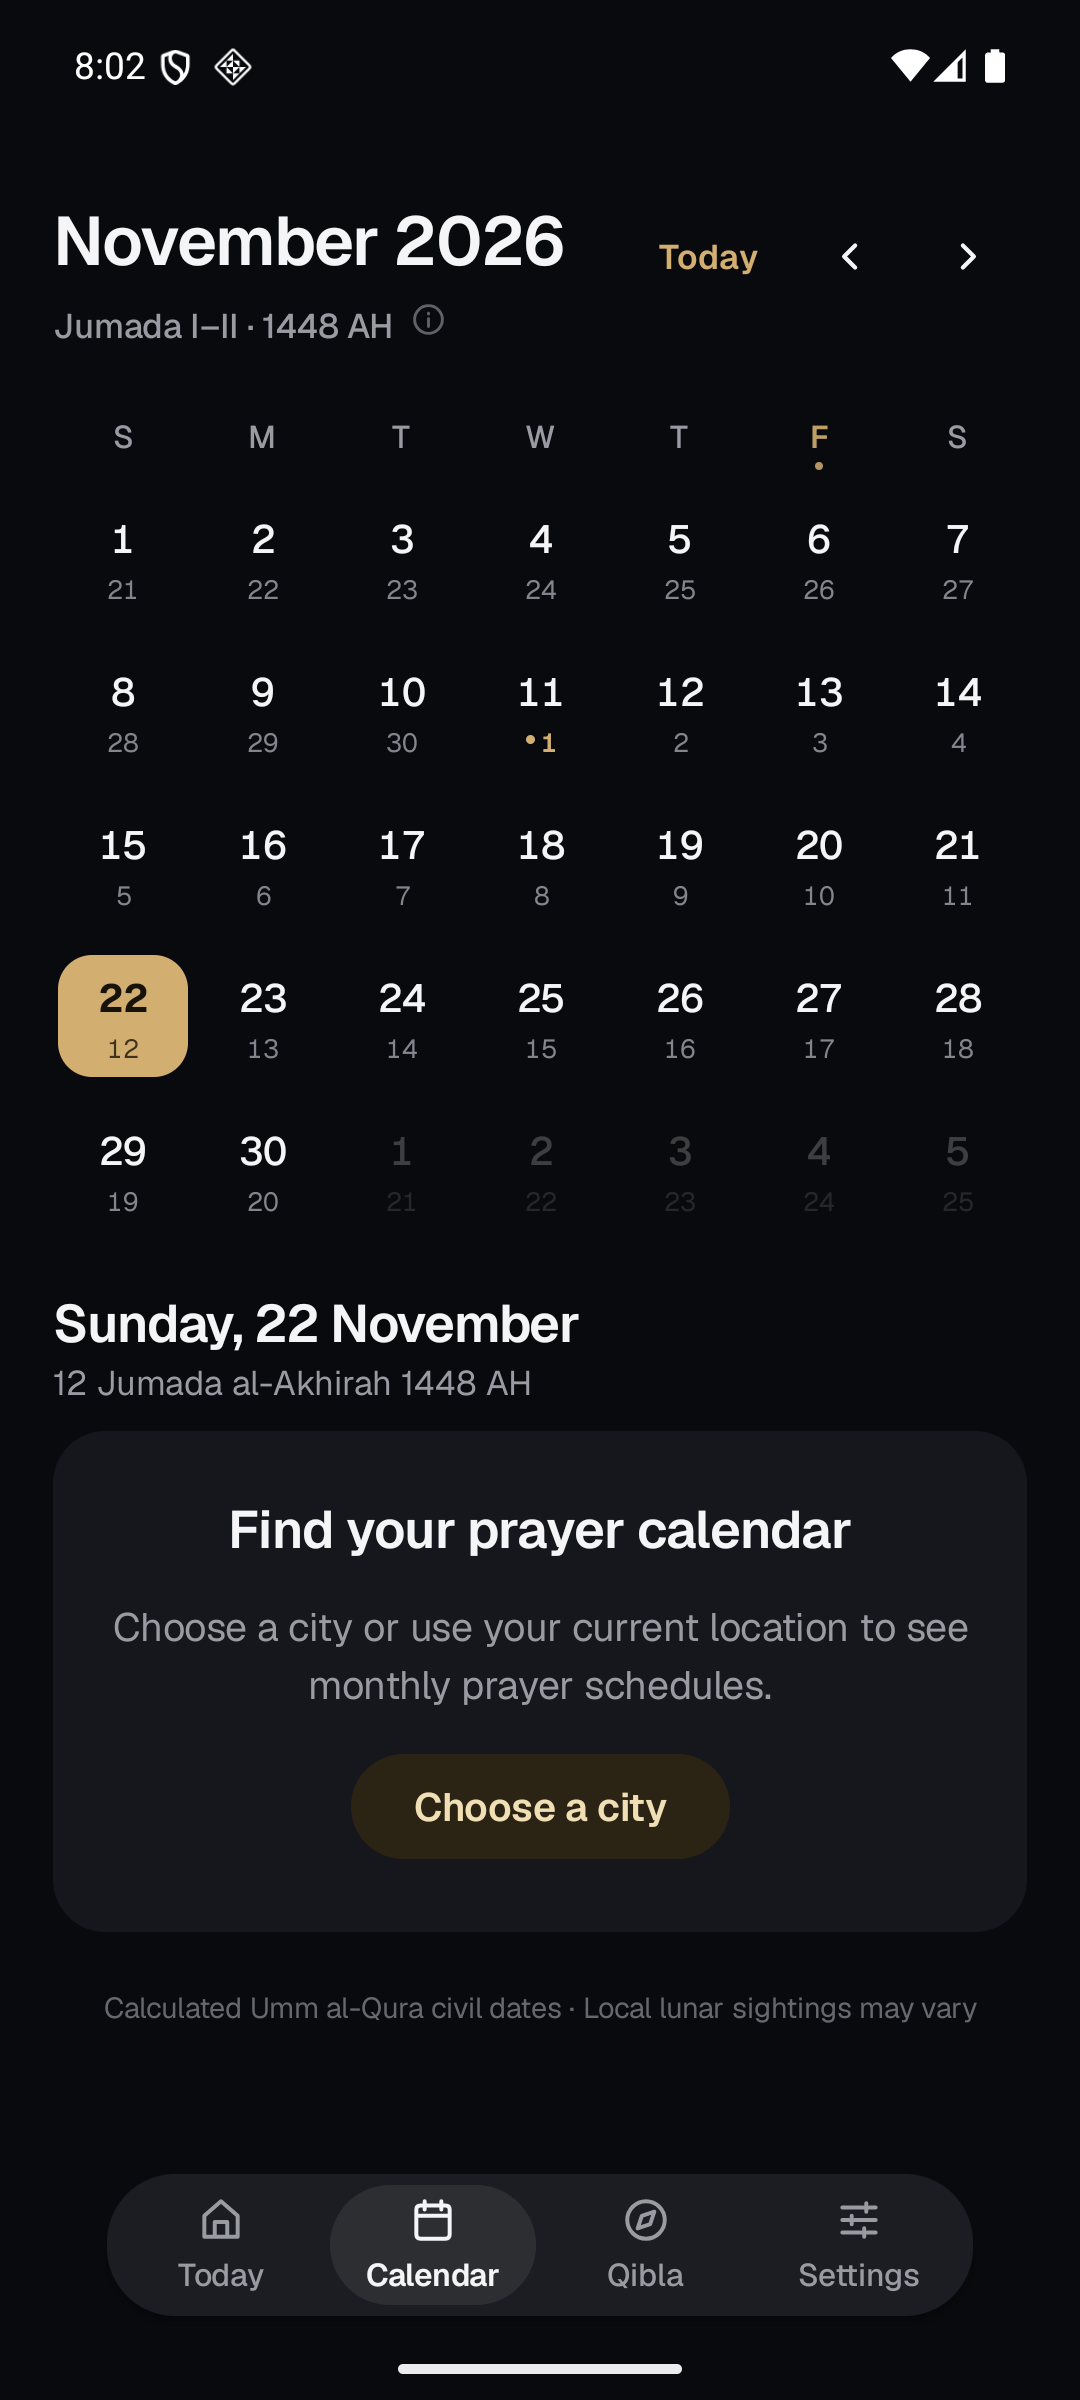 8:02
November 2026
Today
Jumada I–II · 1448 AH
S M T W T F S
1 2 3 4 5 6 7
21 22 23 24 25 26 27
8 9 10 11 12 13 14
28 29 30 1 2 3 4
15 16 17 18 19 20 21
5 6 7 8 9 10 11
22 23 24 25 26 27 28
12 13 14 15 16 17 18
29 30 1 2 3 4 5
19 20 21 22 23 24 25
Sunday, 22 November
12 Jumada al-Akhirah 1448 AH
Find your prayer calendar
Choose a city or use your current location to see
monthly prayer schedules.
Choose a city
Calculated Umm al-Qura civil dates · Local lunar sightings may vary
Today Calendar Qibla Settings